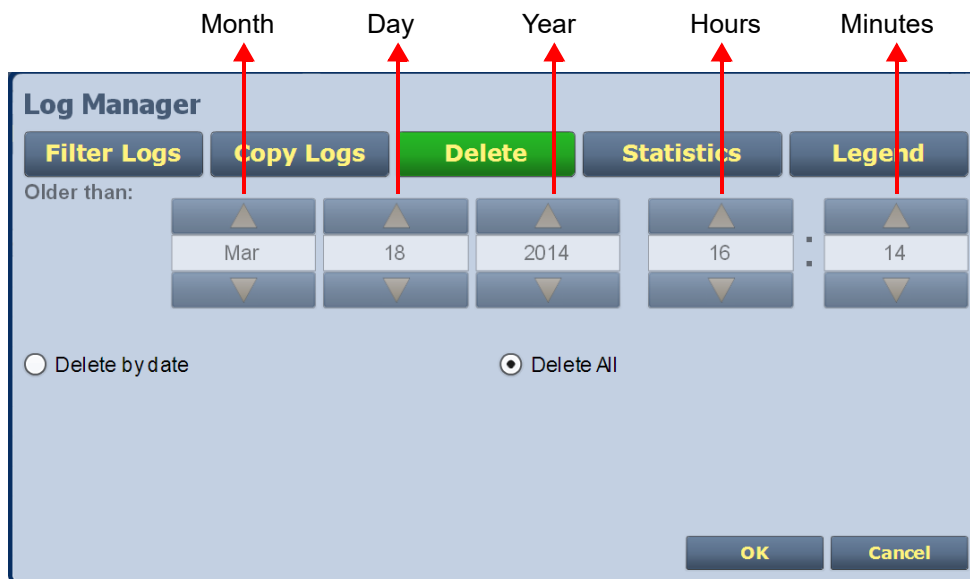 Month Day Year Hours Minutes
Log Manager
Filter Logs Copy Logs Delete Statistics Legend
Older than:
Mar 18 2014 16 : 14
Delete by date Delete All
OK Cancel